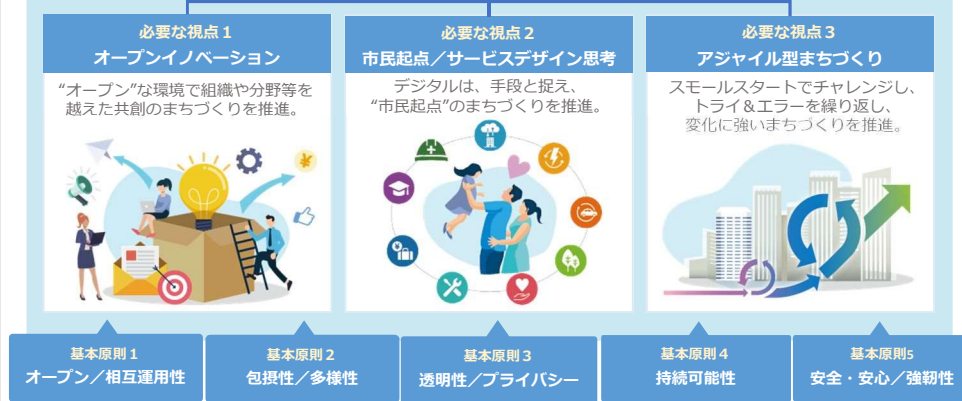 必要な視点１
オープンイノベーション
“オープン”な環境で組織や分野等を
越えた共創のまちづくりを推進。
必要な視点２
市民起点／サービスデザイン思考
デジタルは、手段と捉え、
“市民起点”のまちづくりを推進。
必要な視点３
アジャイル型まちづくり
スモールスタートでチャレンジし、
トライ＆エラーを繰り返し、
変化に強いまちづくりを推進。
¥
¥
基本原則１
オープン／相互運用性
基本原則２
包摂性／多様性
基本原則３
透明性／プライバシー
基本原則４
持続可能性
基本原則5
安全・安心／強靭性